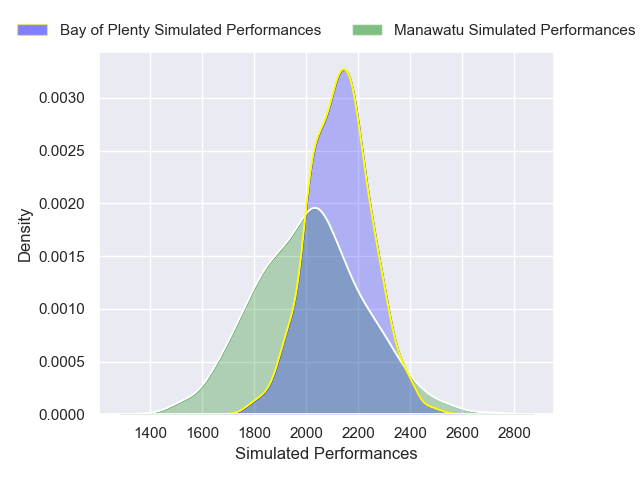 Bay of Plenty Simulated Performances
Manawatu Simulated Performances
Density
0.0030
0.0025
0.0020
0.0015
0.0010
0.0005
0.0000
1400 1600 1800 2000 2200 2400 2600 2800
Simulated Performances